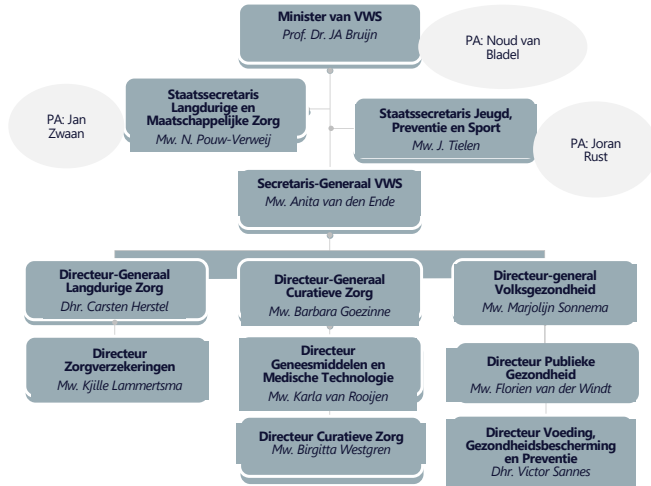 Minister van VWS
Prof. Dr. JA Bruijn
PA: Noud van
Bladel
Staatssecretaris
Langdurige en
Maatschappelijke Zorg
Mw. N. Pouw-Verweij
PA: Jan
Zwaan
Staatssecretaris Jeugd,
Preventie en Sport
Mw. J. Tielen
PA: Joran
Rust
Secretaris-Generaal VWS
Mw. Anita van den Ende
Directeur-Generaal
Langdurige Zorg
Dhr. Carsten Herstel
Directeur-Generaal
Curatieve Zorg
Mw. Barbara Goezinne
Directeur-general
Volksgezondheid
Mw. Marjolijn Sonnema
Directeur
Zorgverzekeringen
Mw. Kjille Lammertsma
Directeur
Geneesmiddelen en
Medische Technologie
Mw. Karla van Rooijen
Directeur Publieke
Gezondheid
Mw. Florien van der Windt
Directeur Curatieve Zorg
Mw. Birgitta Westgren
Directeur Voeding,
Gezondheidsbescherming
en Preventie
Dhr. Victor Sannes